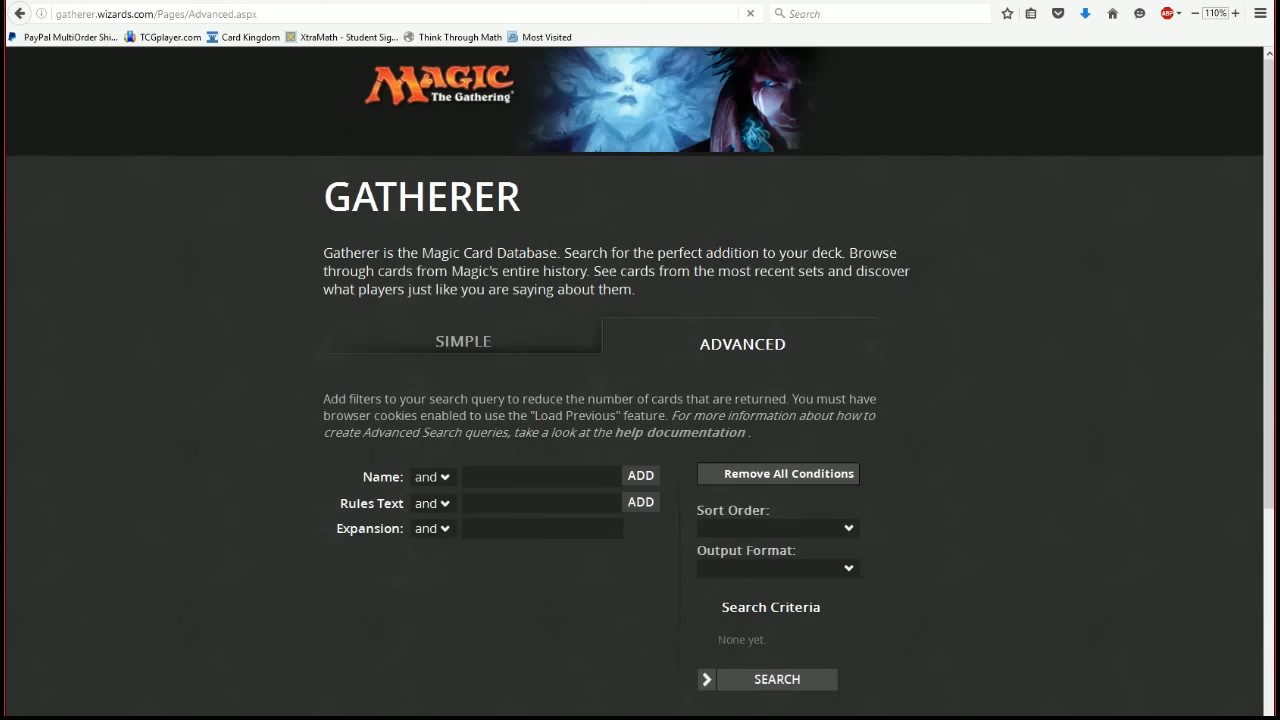 gatherer.wizards.com/Pages/Advanced.aspx
Search
ABP
110%
PayPal MultiOrder Shi...
TCGplayer.com
Card Kingdom
XtraMath - Student Sig...
Think Through Math
Most Visited
MAGIC
The Gathering
GATHERER
Gatherer is the Magic Card Database. Search for the perfect addition to your deck. Browse
through cards from Magic's entire history. See cards from the most recent sets and discover
what players just like you are saying about them.
SIMPLE
ADVANCED
Add filters to your search query to reduce the number of cards that are returned. You must have
browser cookies enabled to use the "Load Previous" feature. For more information about how to
create Advanced Search queries, take a look at the help documentation .
Name: and ADD
Rules Text and ADD
Expansion: and
Remove All Conditions
Sort Order:
Output Format:
Search Criteria
None yet.
SEARCH